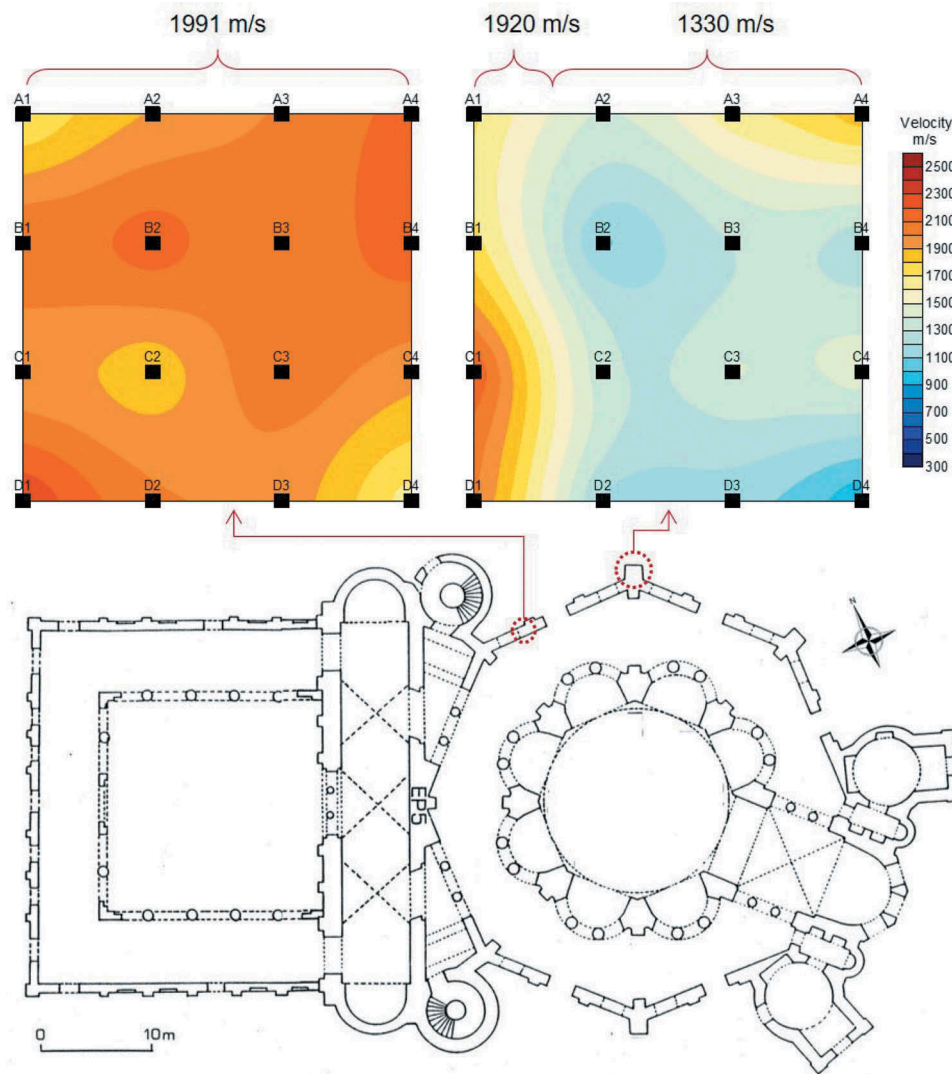 1991 m/s 1920 m/s 1330 m/s
A1 A2 A3 A4 A1 A2 A3 A4
Velocity
m/s
B1 B2 B3 B4 B1 B2 B3 B4
C1 C2 C3 C4 C1 C2 C3 C4
D1 D2 D3 D4 D1 D2 D3 D4
2500
2300
2100
1900
1700
1500
1300
1100
900
700
500
300
N
EP5
0 10m